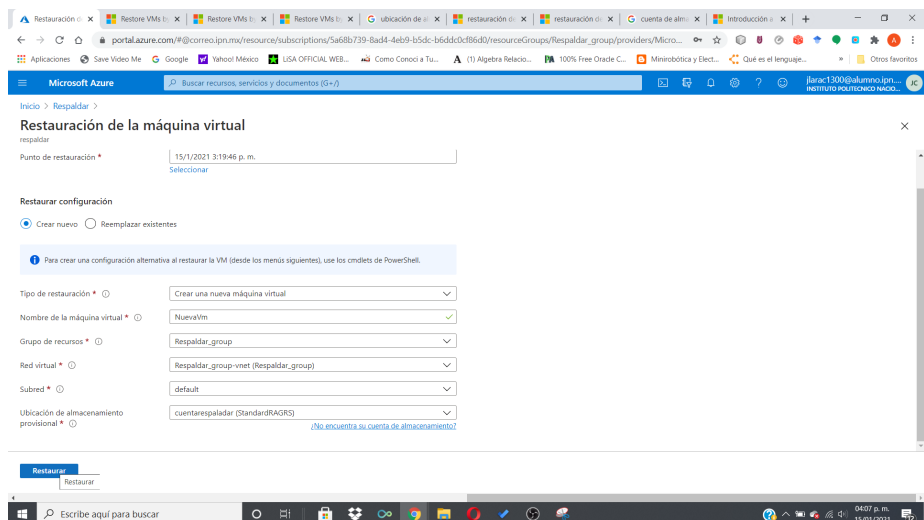 Restauración de
Restore VMs b
Restore VMs b
Restore VMs b
ubicación de al
restauración de
restauración de
cuenta de alma
Introducción a
portal.azure.com/#@correo.ipn.mx/resource/subscriptions/5a68b739-8ad4-4eb9-b5dc-b6ddc0cf86d0/resourceGroups/Respaldar_group/providers/Micro...
Aplicaciones
Save Video Me
Google
Yahoo! México
LiSA OFFICIAL WEB...
Como Conoci a Tu...
(1) Algebra Relacio...
100% Free Oracle C...
Minirobótica y Elect...
Qué es el lenguaje...
»
Otros favoritos
Microsoft Azure
Buscar recursos, servicios y documentos (G+/)
jlarac1300@alumno.ipn....
INSTITUTO POLITECNICO NACIO...
JC
Inicio > Respaldar >
Restauración de la máquina virtual
respaldar
Punto de restauración *
15/1/2021 3:19:46 p. m.
Seleccionar
Restaurar configuración
Crear nuevo
Reemplazar existentes
Para crear una configuración alternativa al restaurar la VM (desde los menús siguientes), use los cmdlets de PowerShell.
Tipo de restauración *
Crear una nueva máquina virtual
Nombre de la máquina virtual *
NuevaVm
Grupo de recursos *
Respaldar_group
Red virtual *
Respaldar_group-vnet (Respaldar_group)
Subred *
default
Ubicación de almacenamiento
provisional *
cuentarespaladar (StandardRAGRS)
¿No encuentra su cuenta de almacenamiento?
Restaurar
Restaurar
Escribe aquí para buscar
04:07 p. m.
15/01/2021